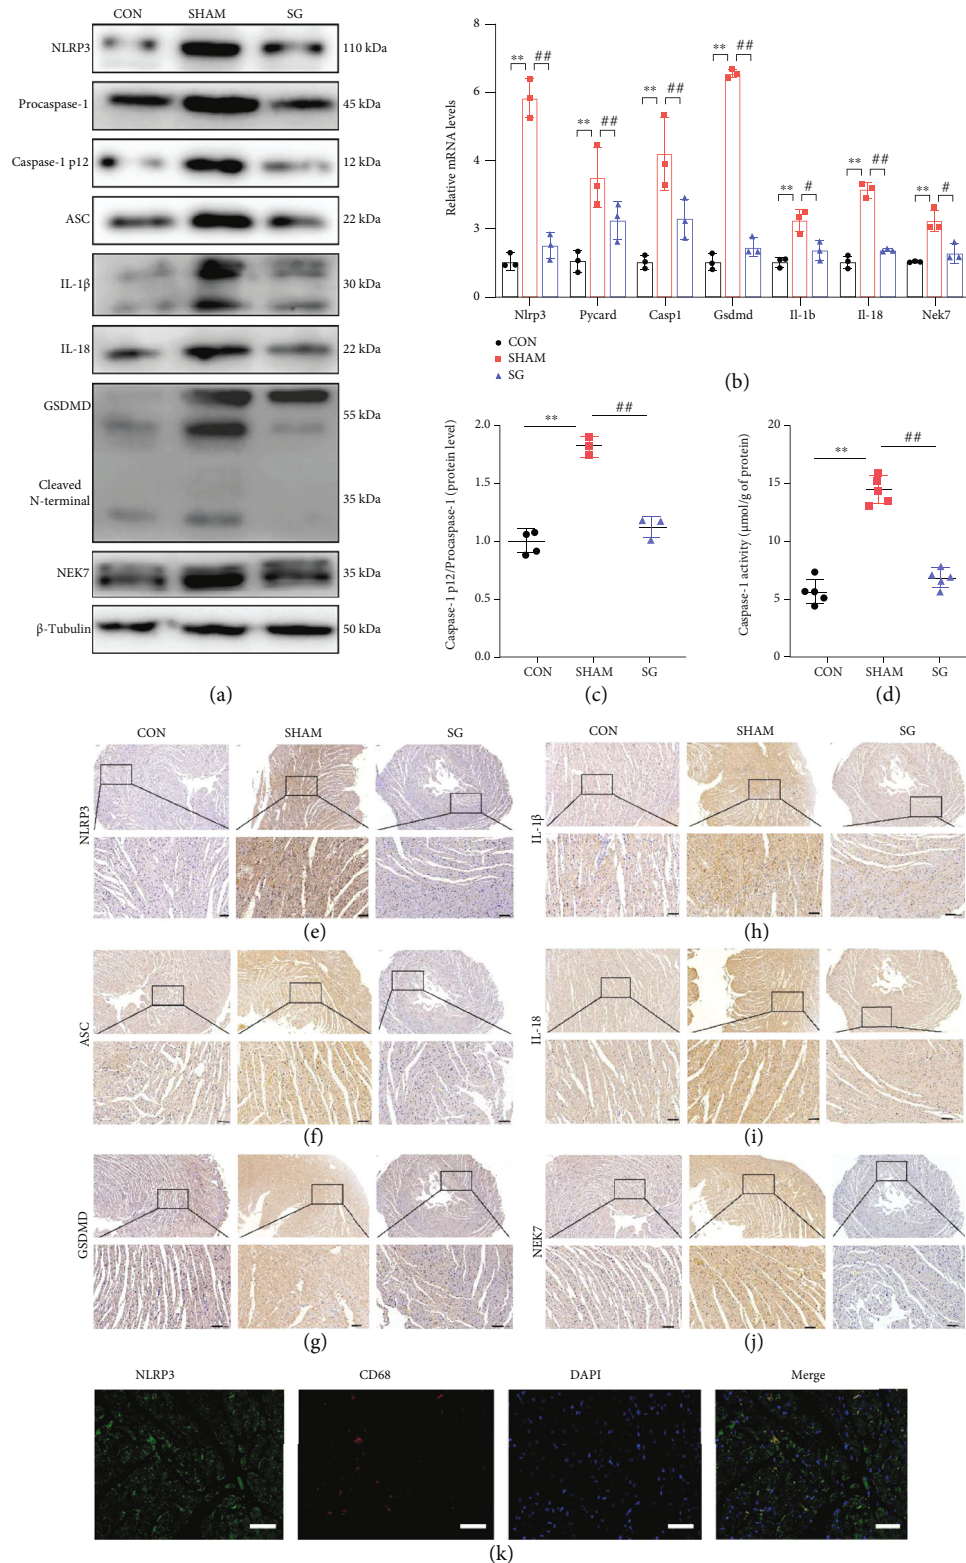 CON SHAM SG
NLRP3 110 kDa
Procaspase-1 45 kDa
Caspase-1 p12 12 kDa
ASC 22 kDa
IL-1β 30 kDa
IL-18 22 kDa
GSDMD
55 kDa
Cleaved
N-terminal 35 kDa
NEK7 35 kDa
β-Tubulin 50 kDa
(a)
Relative mRNA levels
8
6
4
2
0
** ## ** ## ** ## ** ## ** # ** ## ** #
Nlrp3 Pycard Casp1 Gsdmd Il-1b Il-18 Nek7
CON
SHAM
SG
(b)
Caspase-1 p12/Procaspase-1 (protein level)
2.0
1.5
1.0
0.5
0.0
** ##
CON SHAM SG
(c)
Caspase-1 activity (μmol/g of protein)
20
15
10
5
0
** ##
CON SHAM SG
(d)
CON SHAM SG
NLRP3
(e)
ASC
(f)
GSDMD
(g)
CON SHAM SG
IL-1β
(h)
IL-18
(i)
NEK7
(j)
NLRP3 CD68 DAPI Merge
(k)